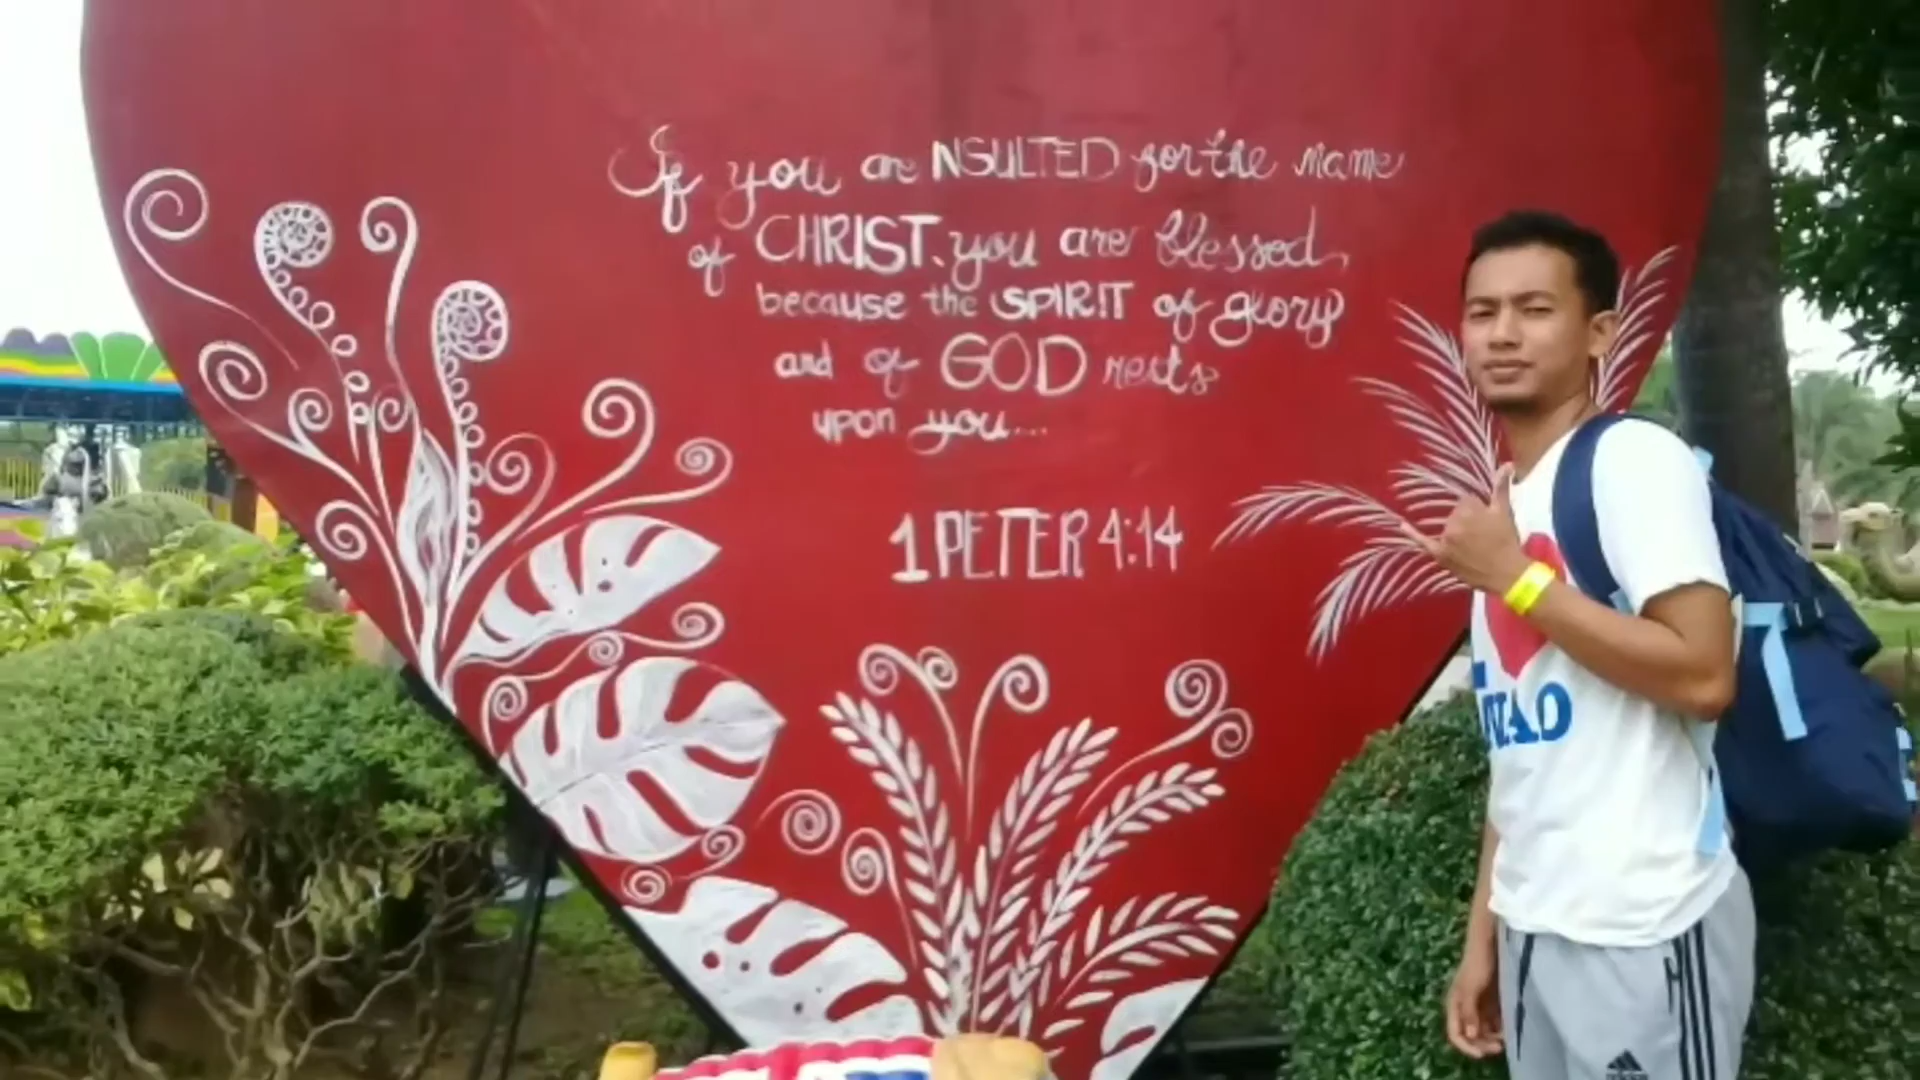 If you are NSULTED for the name
of CHRIST, you are blessed,
because the SPIRIT of glory
and of GOD rests
upon you...
1 PETER 4:14